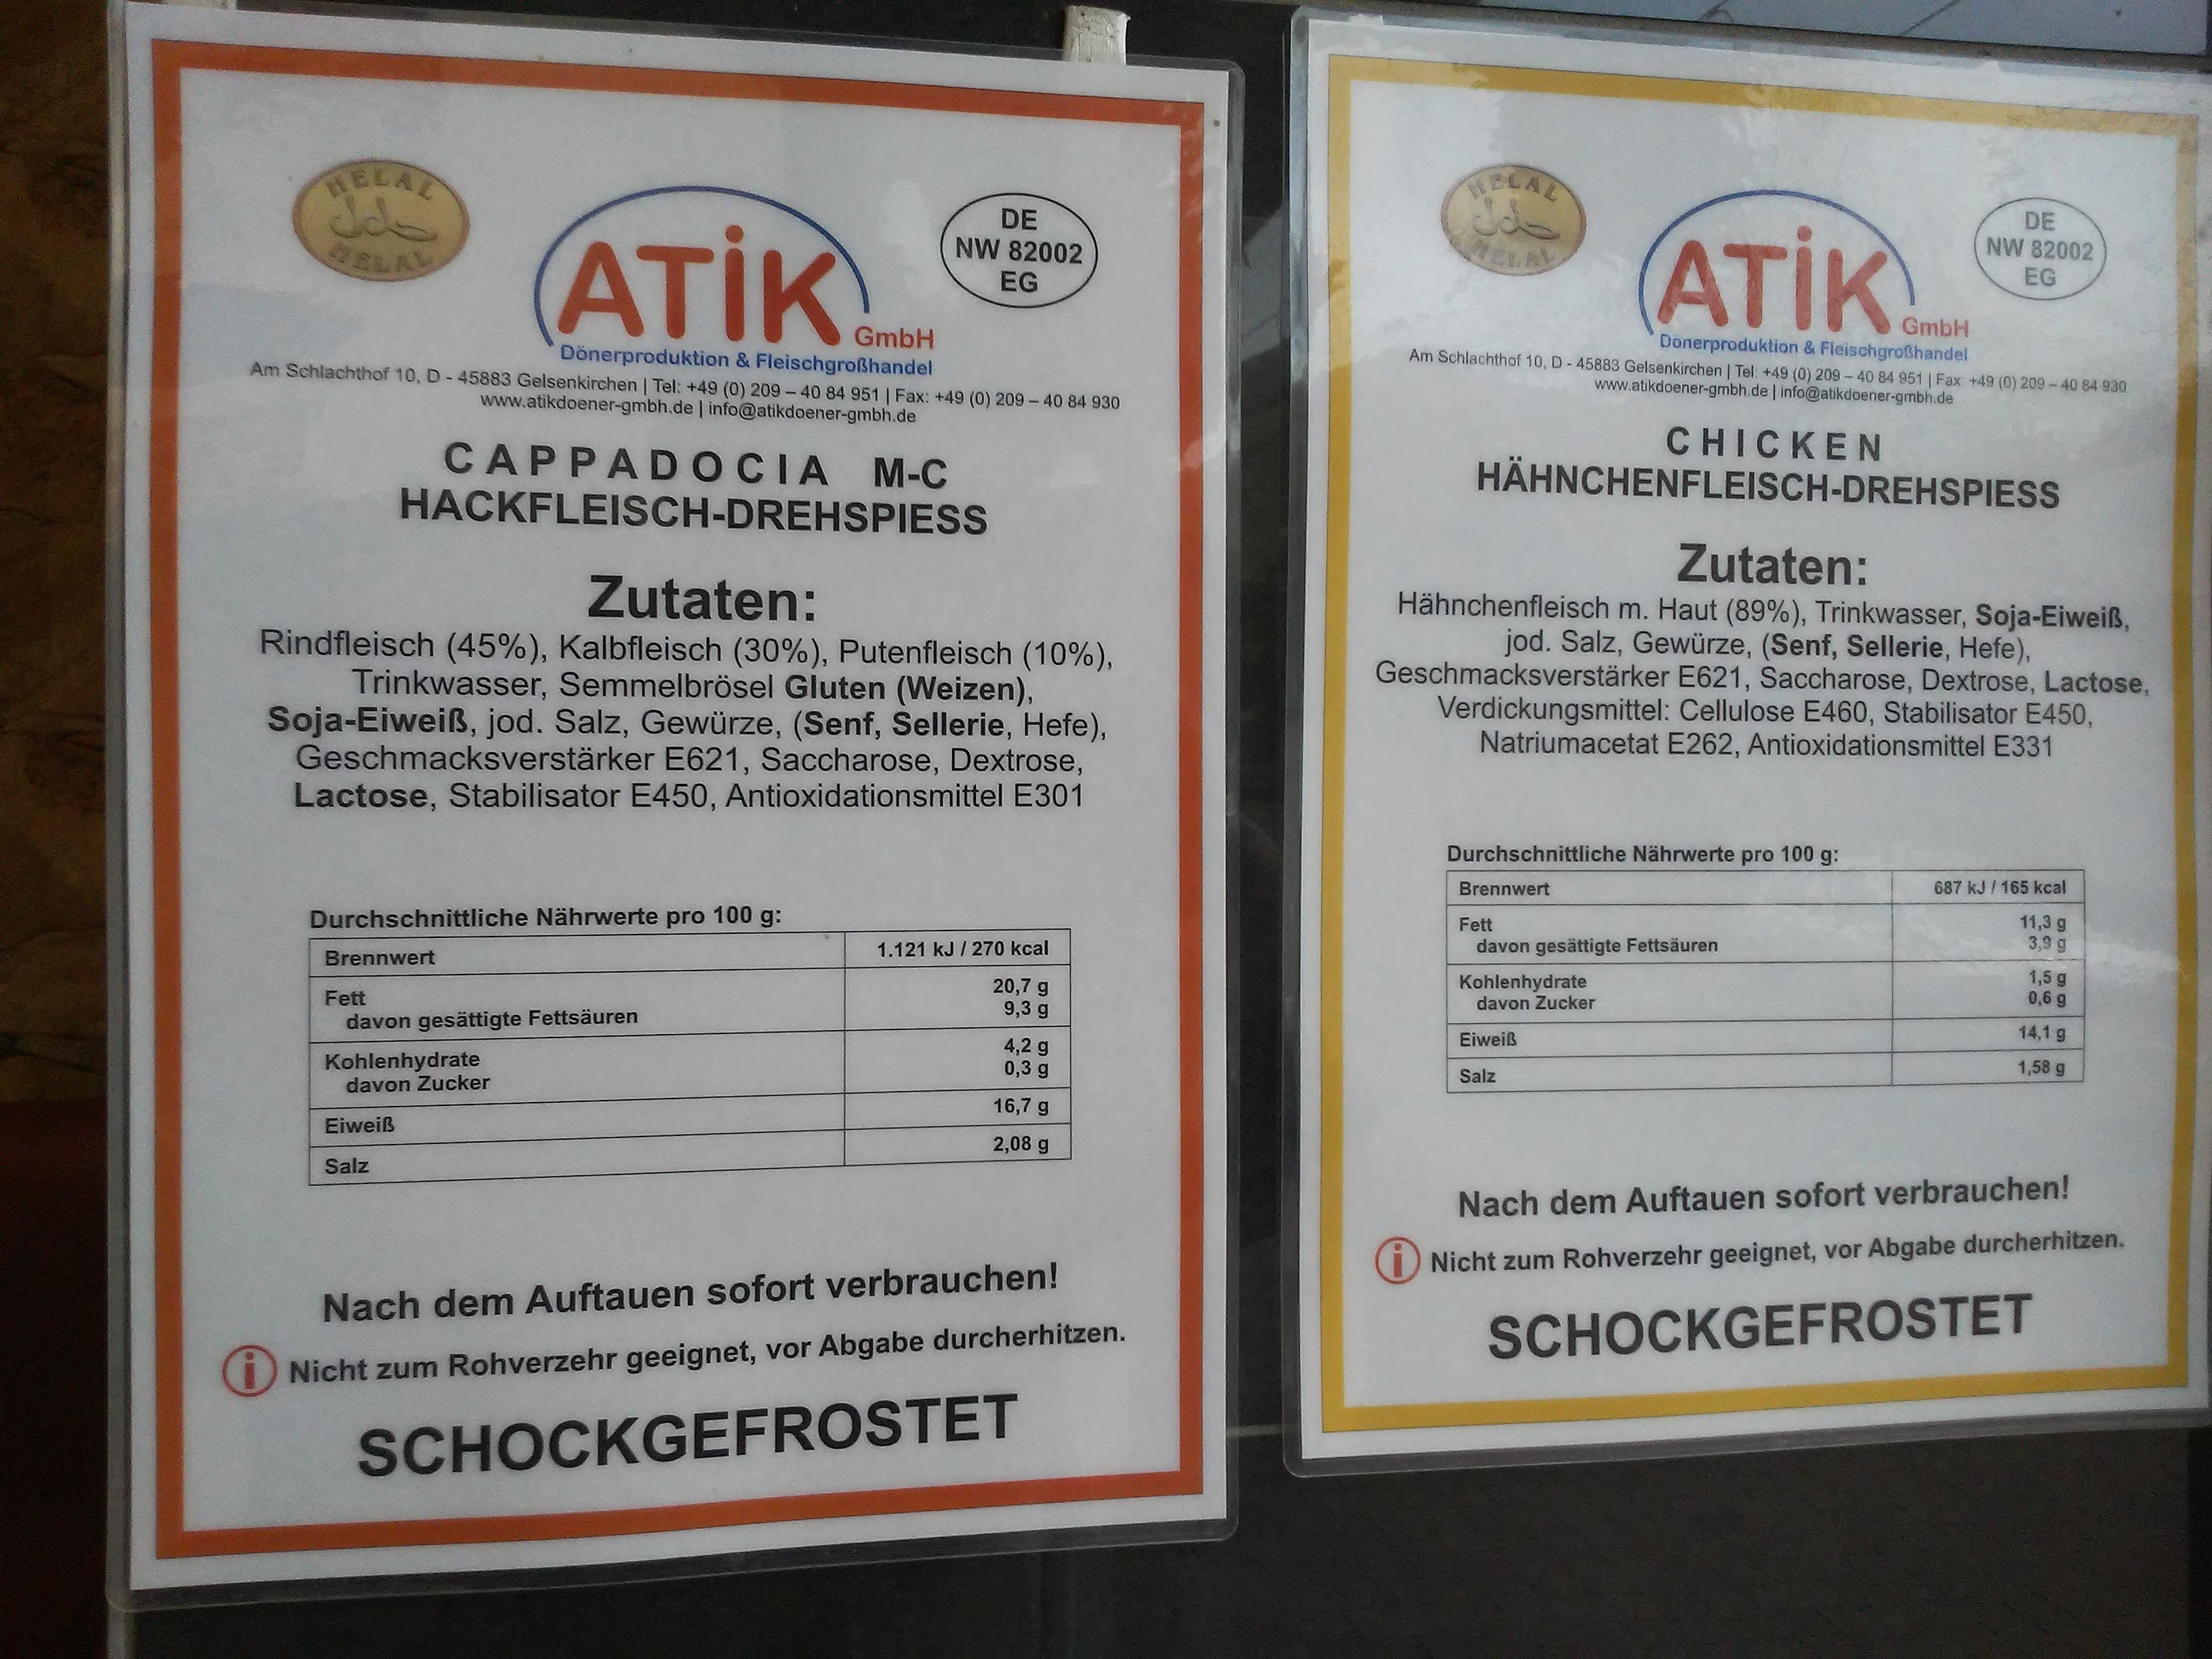 HELAL
HELAL
ATİK
GmbH
Dönerproduktion & Fleischgroßhandel
DE
NW 82002
EG
Am Schlachthof 10, D - 45883 Gelsenkirchen | Tel: +49 (0) 209 – 40 84 951 | Fax: +49 (0) 209 – 40 84 930
www.atikdoener-gmbh.de | info@atikdoener-gmbh.de
CAPPADOCIA M-C
HACKFLEISCH-DREHSPIESS
Zutaten:
Rindfleisch (45%), Kalbfleisch (30%), Putenfleisch (10%),
Trinkwasser, Semmelbrösel Gluten (Weizen),
Soja-Eiweiß, jod. Salz, Gewürze, (Senf, Sellerie, Hefe),
Geschmacksverstärker E621, Saccharose, Dextrose,
Lactose, Stabilisator E450, Antioxidationsmittel E301
Durchschnittliche Nährwerte pro 100 g:
Brennwert 1.121 kJ / 270 kcal
Fett 20,7 g
davon gesättigte Fettsäuren 9,3 g
Kohlenhydrate 4,2 g
davon Zucker 0,3 g
Eiweiß 16,7 g
Salz 2,08 g
Nach dem Auftauen sofort verbrauchen!
i Nicht zum Rohverzehr geeignet, vor Abgabe durcherhitzen.
SCHOCKGEFROSTET
HELAL
HELAL
ATİK
GmbH
Dönerproduktion & Fleischgroßhandel
DE
NW 82002
EG
Am Schlachthof 10, D - 45883 Gelsenkirchen | Tel: +49 (0) 209 – 40 84 951 | Fax: +49 (0) 209 – 40 84 930
www.atikdoener-gmbh.de | info@atikdoener-gmbh.de
CHICKEN
HÄHNCHENFLEISCH-DREHSPIESS
Zutaten:
Hähnchenfleisch m. Haut (89%), Trinkwasser, Soja-Eiweiß,
jod. Salz, Gewürze, (Senf, Sellerie, Hefe),
Geschmacksverstärker E621, Saccharose, Dextrose, Lactose,
Verdickungsmittel: Cellulose E460, Stabilisator E450,
Natriumacetat E262, Antioxidationsmittel E331
Durchschnittliche Nährwerte pro 100 g:
Brennwert 687 kJ / 165 kcal
Fett 11,3 g
davon gesättigte Fettsäuren 3,9 g
Kohlenhydrate 1,5 g
davon Zucker 0,6 g
Eiweiß 14,1 g
Salz 1,58 g
Nach dem Auftauen sofort verbrauchen!
i Nicht zum Rohverzehr geeignet, vor Abgabe durcherhitzen.
SCHOCKGEFROSTET